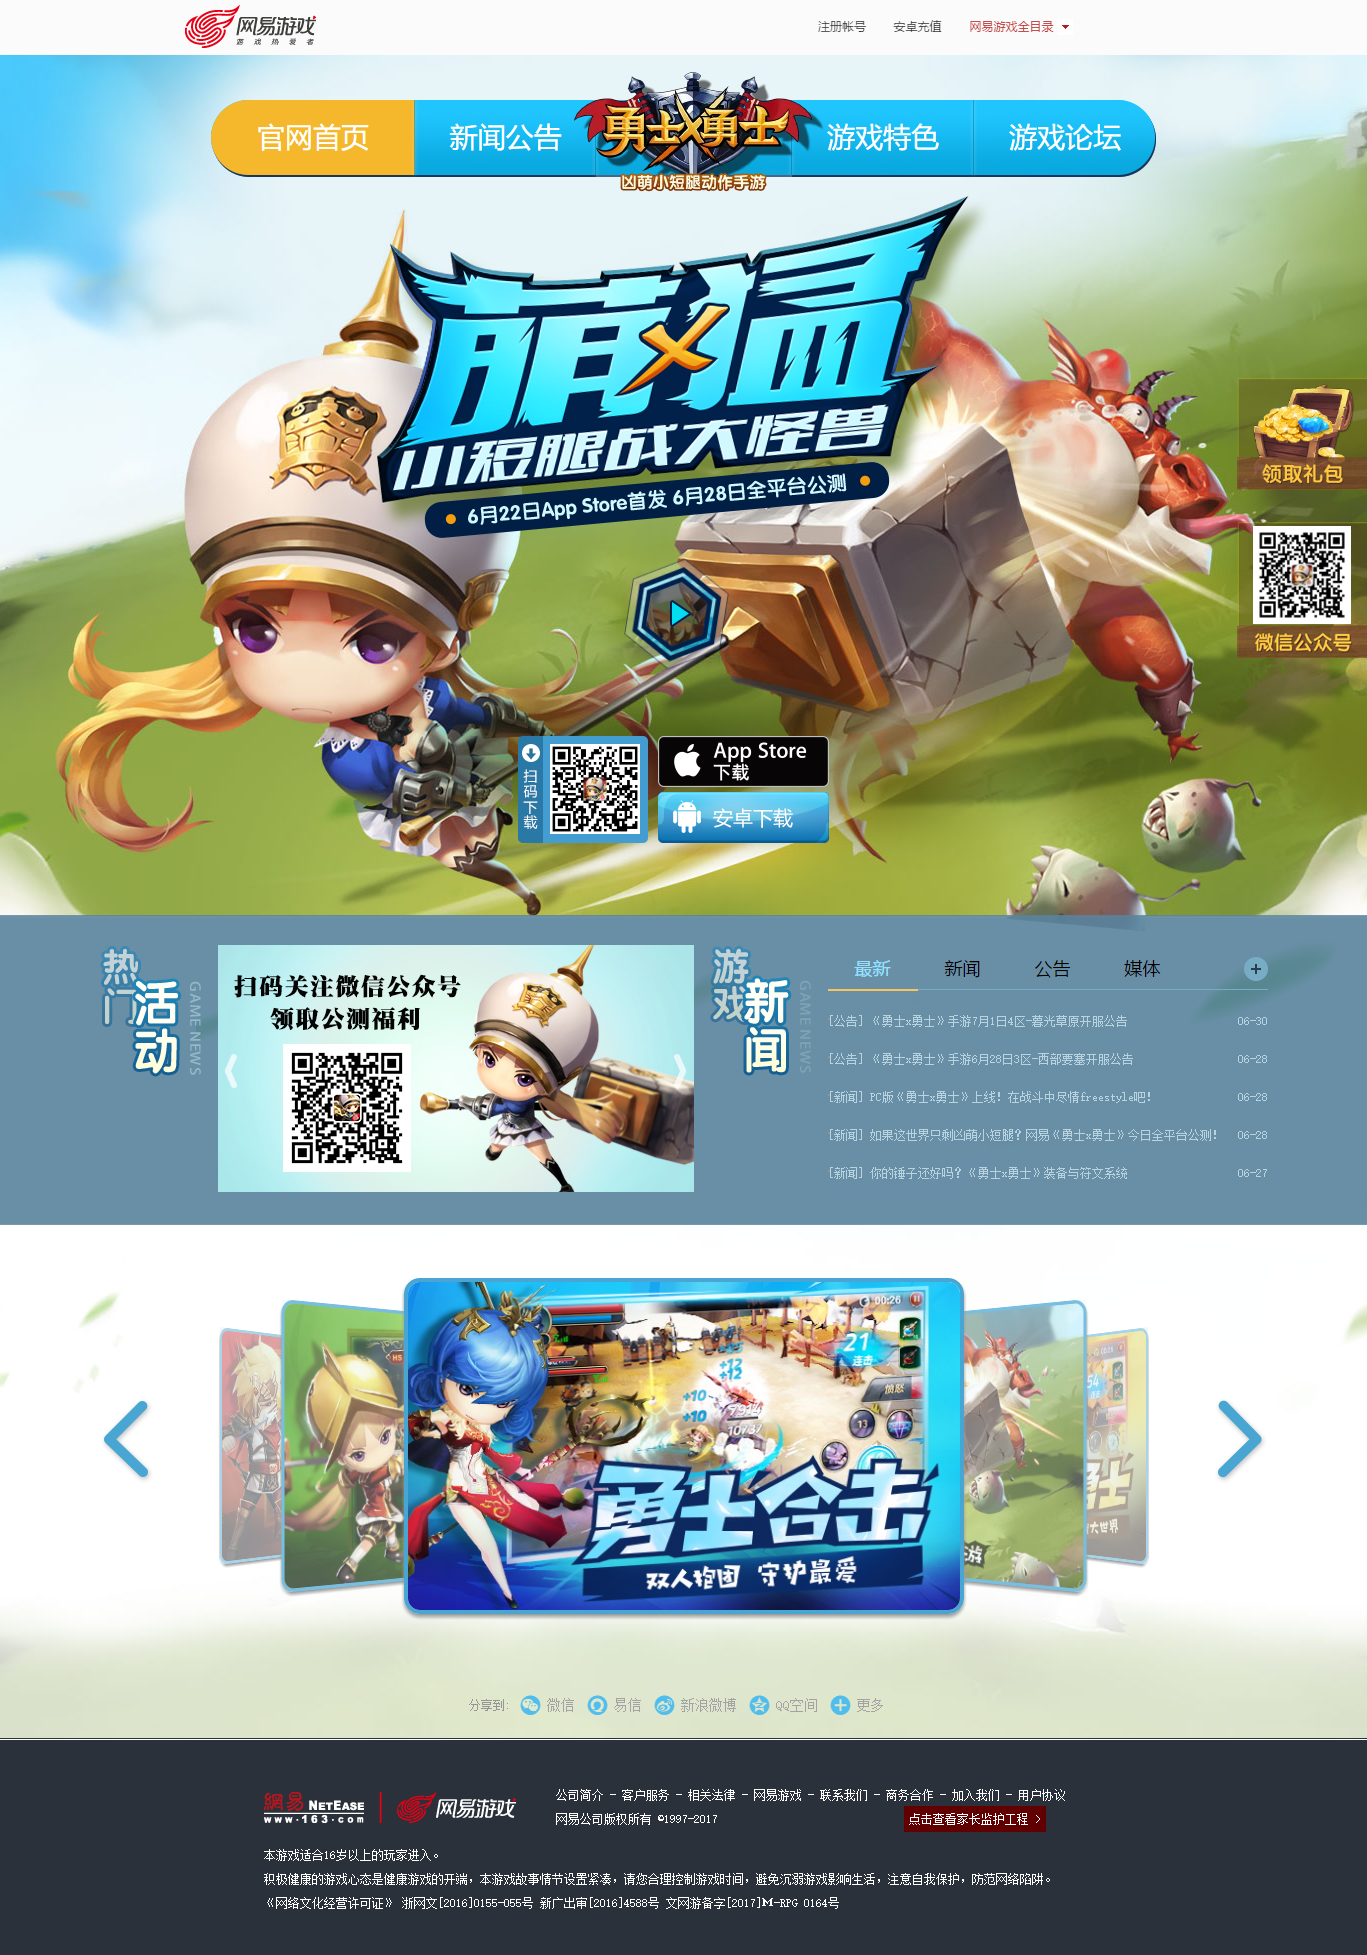 网易游戏
游戏热爱者
注册帐号
安卓充值
网易游戏全目录
官网首页
新闻公告
勇士X勇士
凶萌小短腿动作手游
游戏特色
游戏论坛
萌X猛
小短腿战大怪兽
6月22日App Store首发 6月28日全平台公测
领取礼包
微信公众号
扫码下载
App Store
下载
安卓下载
热门
活动
GAME NEWS
扫码关注微信公众号
领取公测福利
游戏
新闻
GAME NEWS
最新
新闻
公告
媒体
[公告] 《勇士x勇士》手游7月1日4区-暮光草原开服公告 06-30
[公告] 《勇士x勇士》手游6月28日3区-西部要塞开服公告 06-28
[新闻] PC版《勇士x勇士》上线！在战斗中尽情freestyle吧！ 06-28
[新闻] 如果这世界只剩凶萌小短腿？网易《勇士x勇士》今日全平台公测！ 06-28
[新闻] 你的锤子还好吗？《勇士x勇士》装备与符文系统 06-27
00:26
21
连击
+12
+12
+10
+10
愤怒
13
勇士合击
双人抱团 守护最爱
54
士
大世界
游
分享到:
微信
易信
新浪微博
QQ空间
更多
網易 NETEASE
www.163.com
网易游戏
公司简介 - 客户服务 - 相关法律 - 网易游戏 - 联系我们 - 商务合作 - 加入我们 - 用户协议
网易公司版权所有 ©1997-2017
点击查看家长监护工程 >
本游戏适合16岁以上的玩家进入。
积极健康的游戏心态是健康游戏的开端，本游戏故事情节设置紧凑，请您合理控制游戏时间，避免沉溺游戏影响生活，注意自我保护，防范网络陷阱。
《网络文化经营许可证》 浙网文[2016]0155-055号 新广出审[2016]4588号 文网游备字[2017]M-RPG 0164号